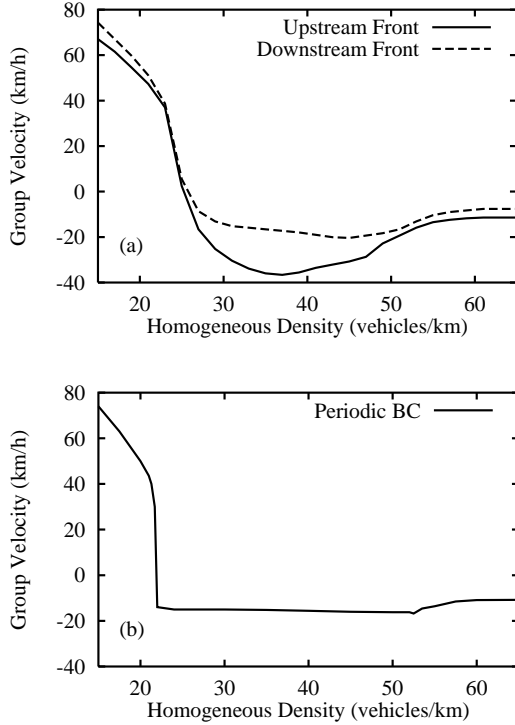 80
60
40
20
0
-20
-40
Group Velocity (km/h)
Upstream Front
Downstream Front
(a)
20 30 40 50 60
Homogeneous Density (vehicles/km)
80
60
40
20
0
-20
-40
Group Velocity (km/h)
Periodic BC
(b)
20 30 40 50 60
Homogeneous Density (vehicles/km)